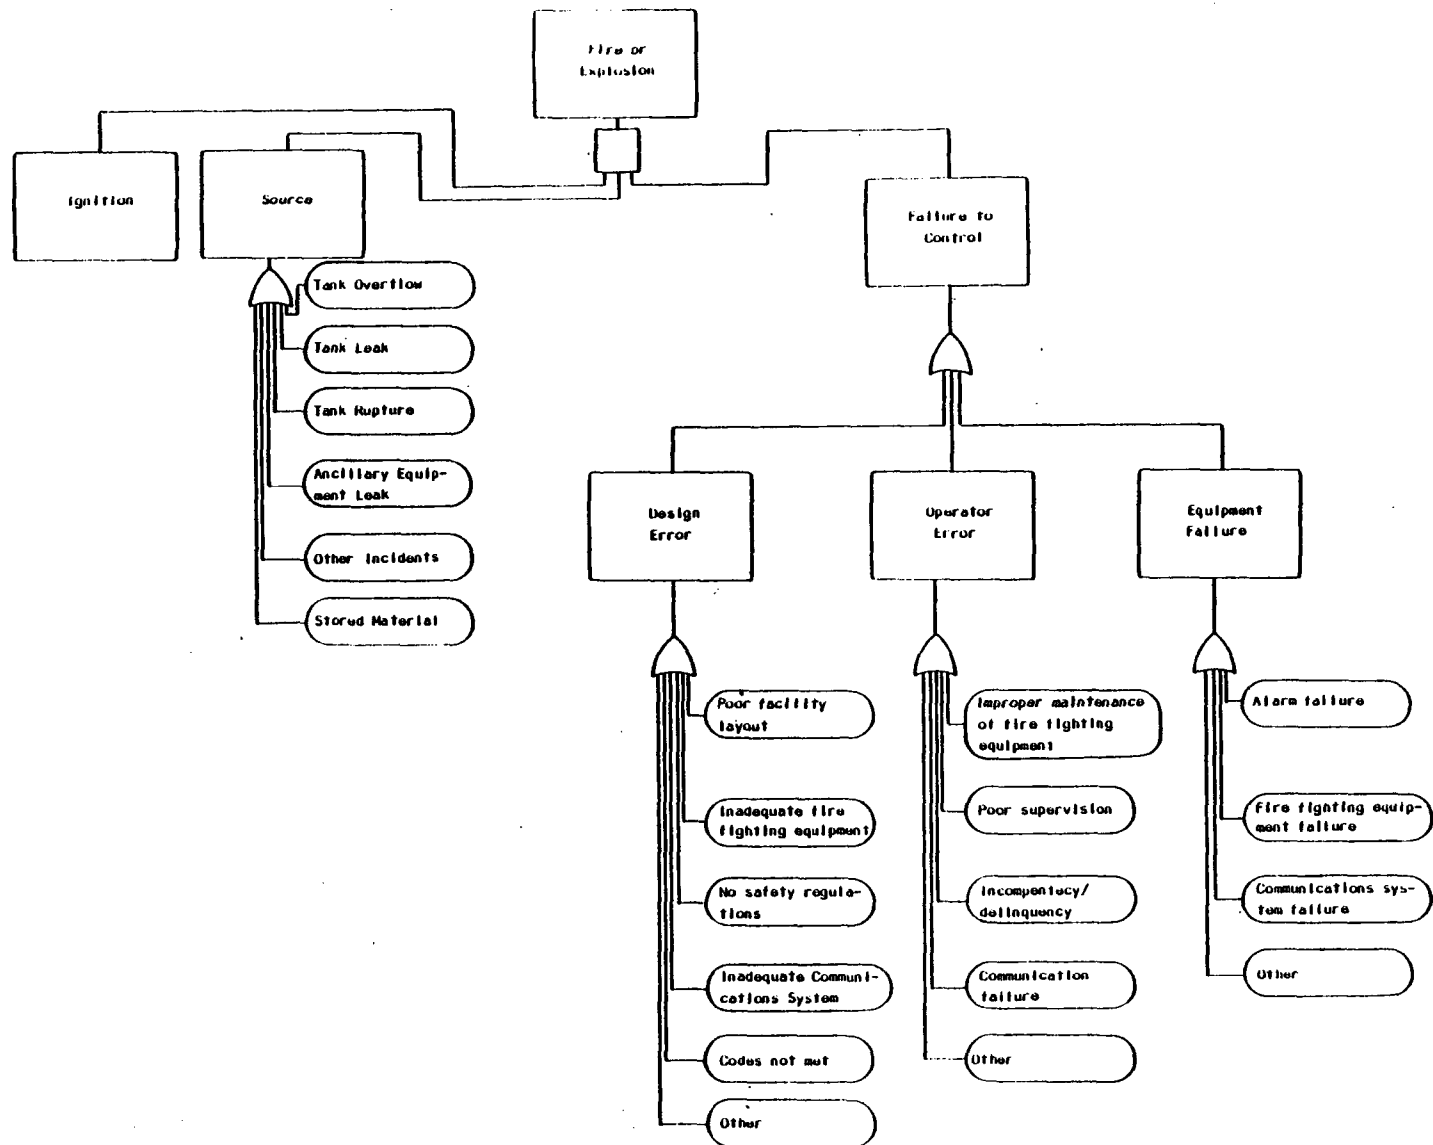 Fire or
Explosion
Ignition
Source
Failure to
Control
Tank Overflow
Tank Leak
Tank Rupture
Ancillary Equip-
ment Leak
Other Incidents
Stored Material
Design
Error
Operator
Error
Equipment
Failure
Poor facility
layout
Inadequate fire
fighting equipment
No safety regula-
tions
Inadequate Communi-
cations System
Codes not met
Other
Improper maintenance
of fire fighting
equipment
Poor supervision
Incompentecy/
delinquency
Communication
failure
Other
Alarm failure
Fire fighting equip-
ment failure
Communications sys-
tem failure
Other